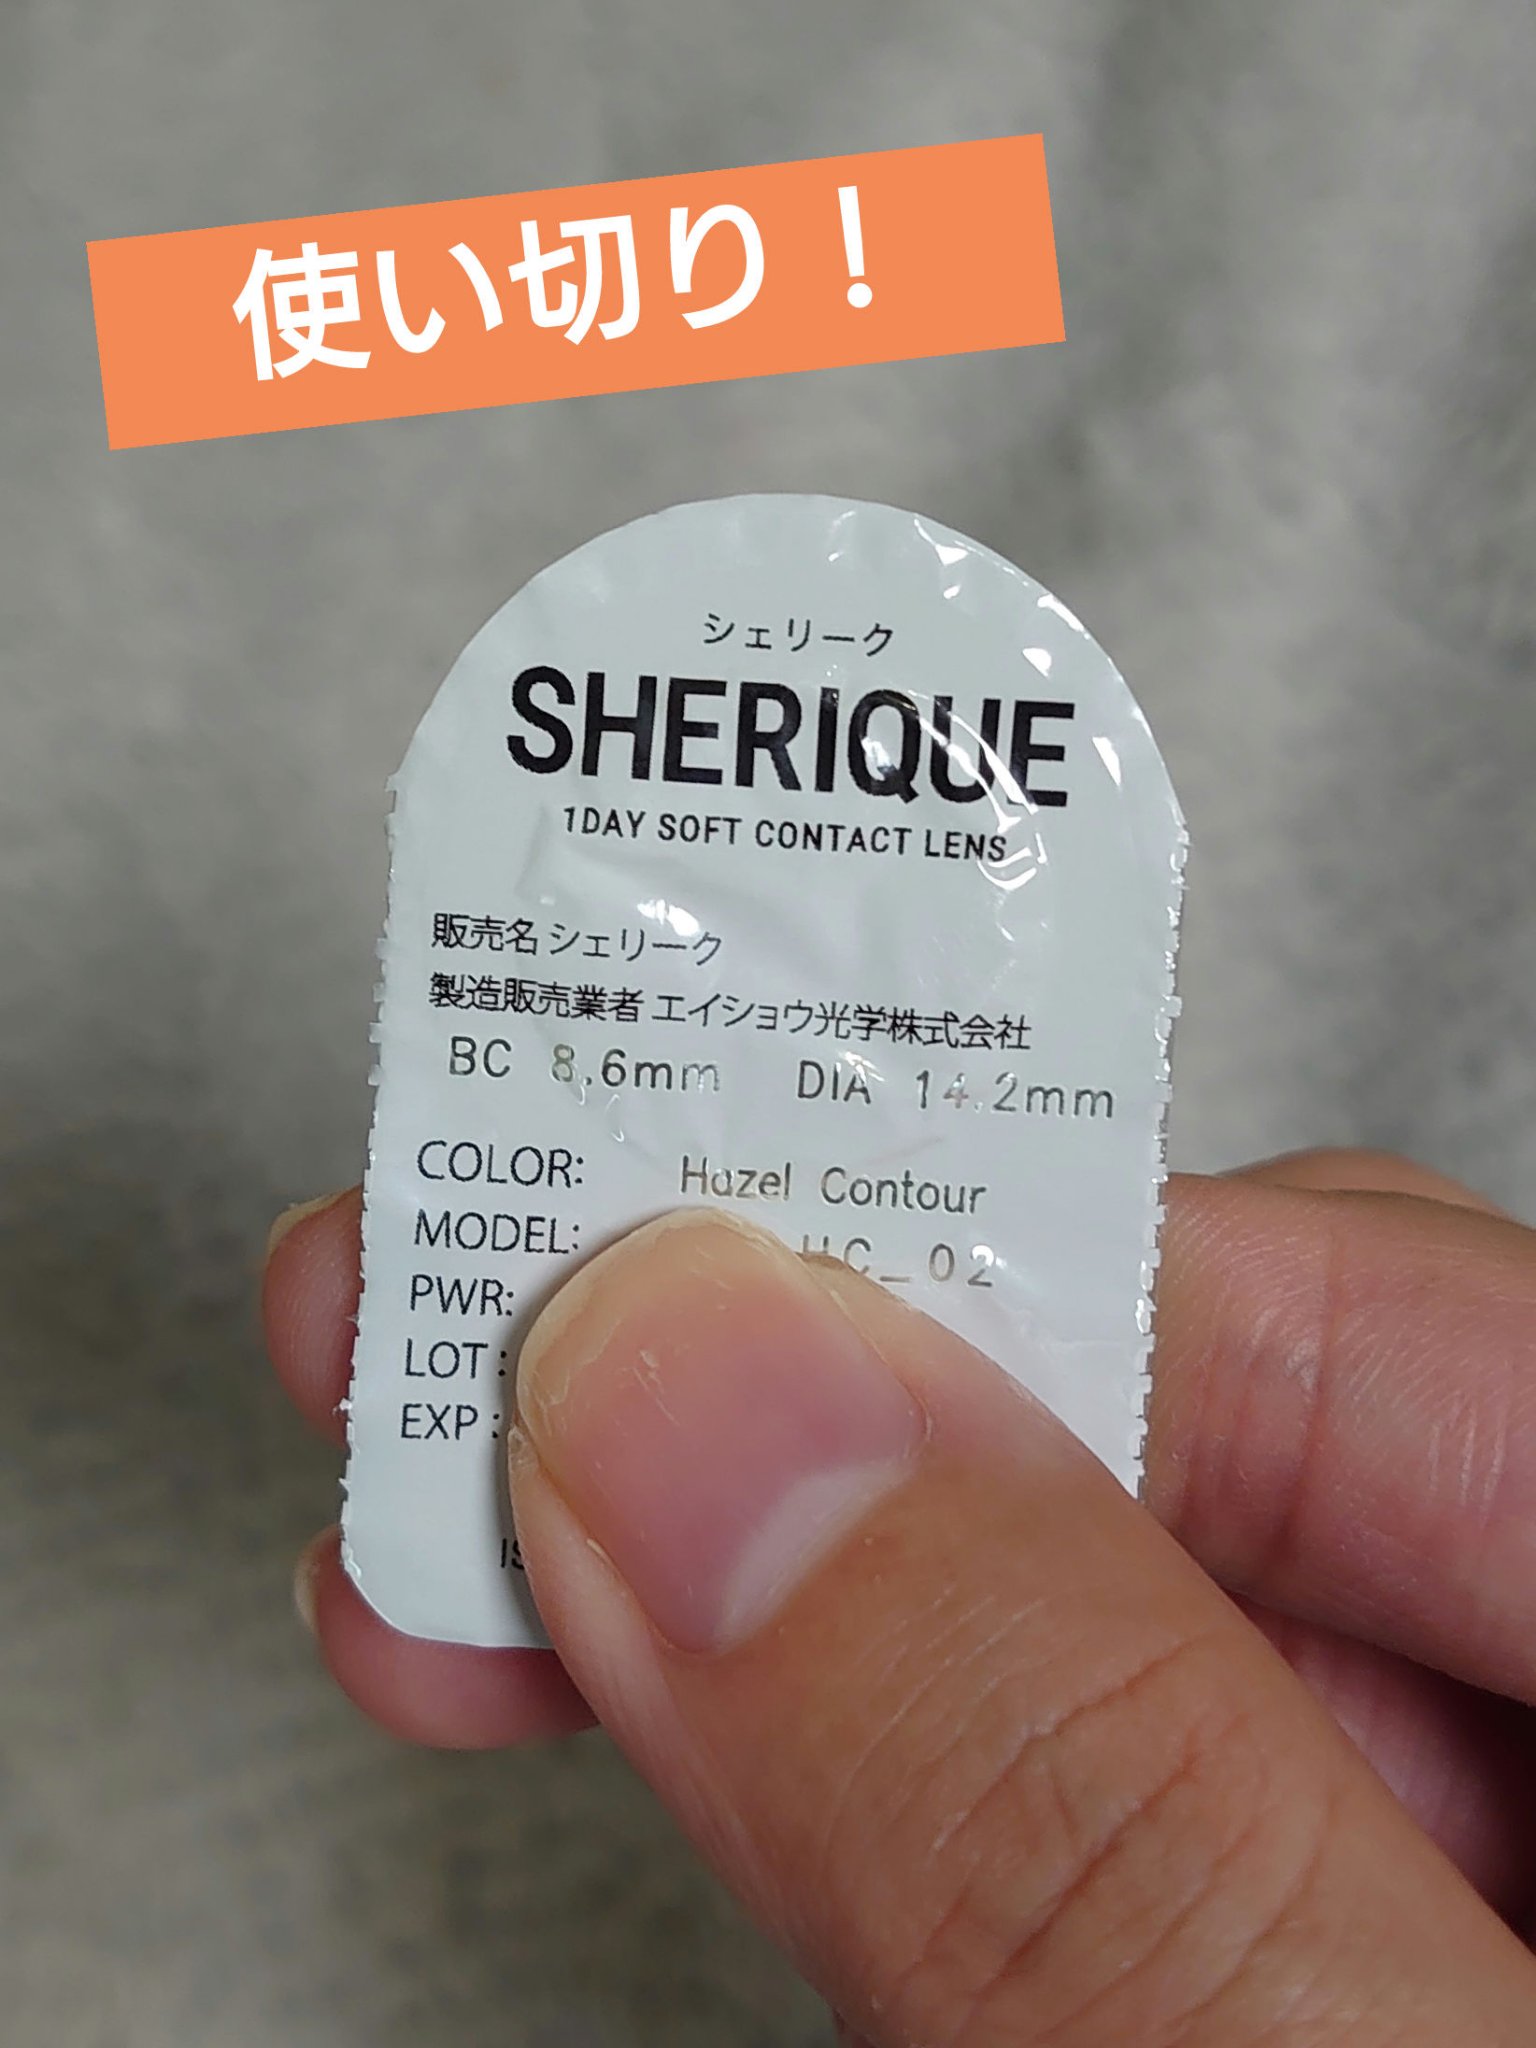 使い切り！
シェリーク
SHERIQUE
1DAY SOFT CONTACT LENS
販売名 シェリーク
製造販売業者 エイショウ光学株式会社
BC 8.6mm DIA 14.2mm
COLOR: Hazel Contour
MODEL: HC_02
PWR:
LOT :
EXP :